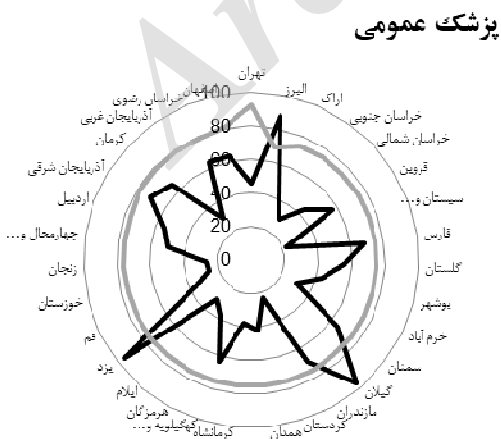 پزشک عمومی
تهران
البرز
اراک
خراسان جنوبی
خراسان شمالی
قزوین
سیستان و...
فارس
گلستان
بوشهر
خرم آباد
سمنان
گیلان
مازندران
کردستان
همدان
کرمانشاه
کهگیلویه و...
هرمزگان
ایلام
یزد
قم
خوزستان
زنجان
چهارمحال و...
اردبیل
آذربایجان شرقی
کرمان
آذربایجان غربی
خراسان رضوی
اصفهان
100
80
60
40
20
0